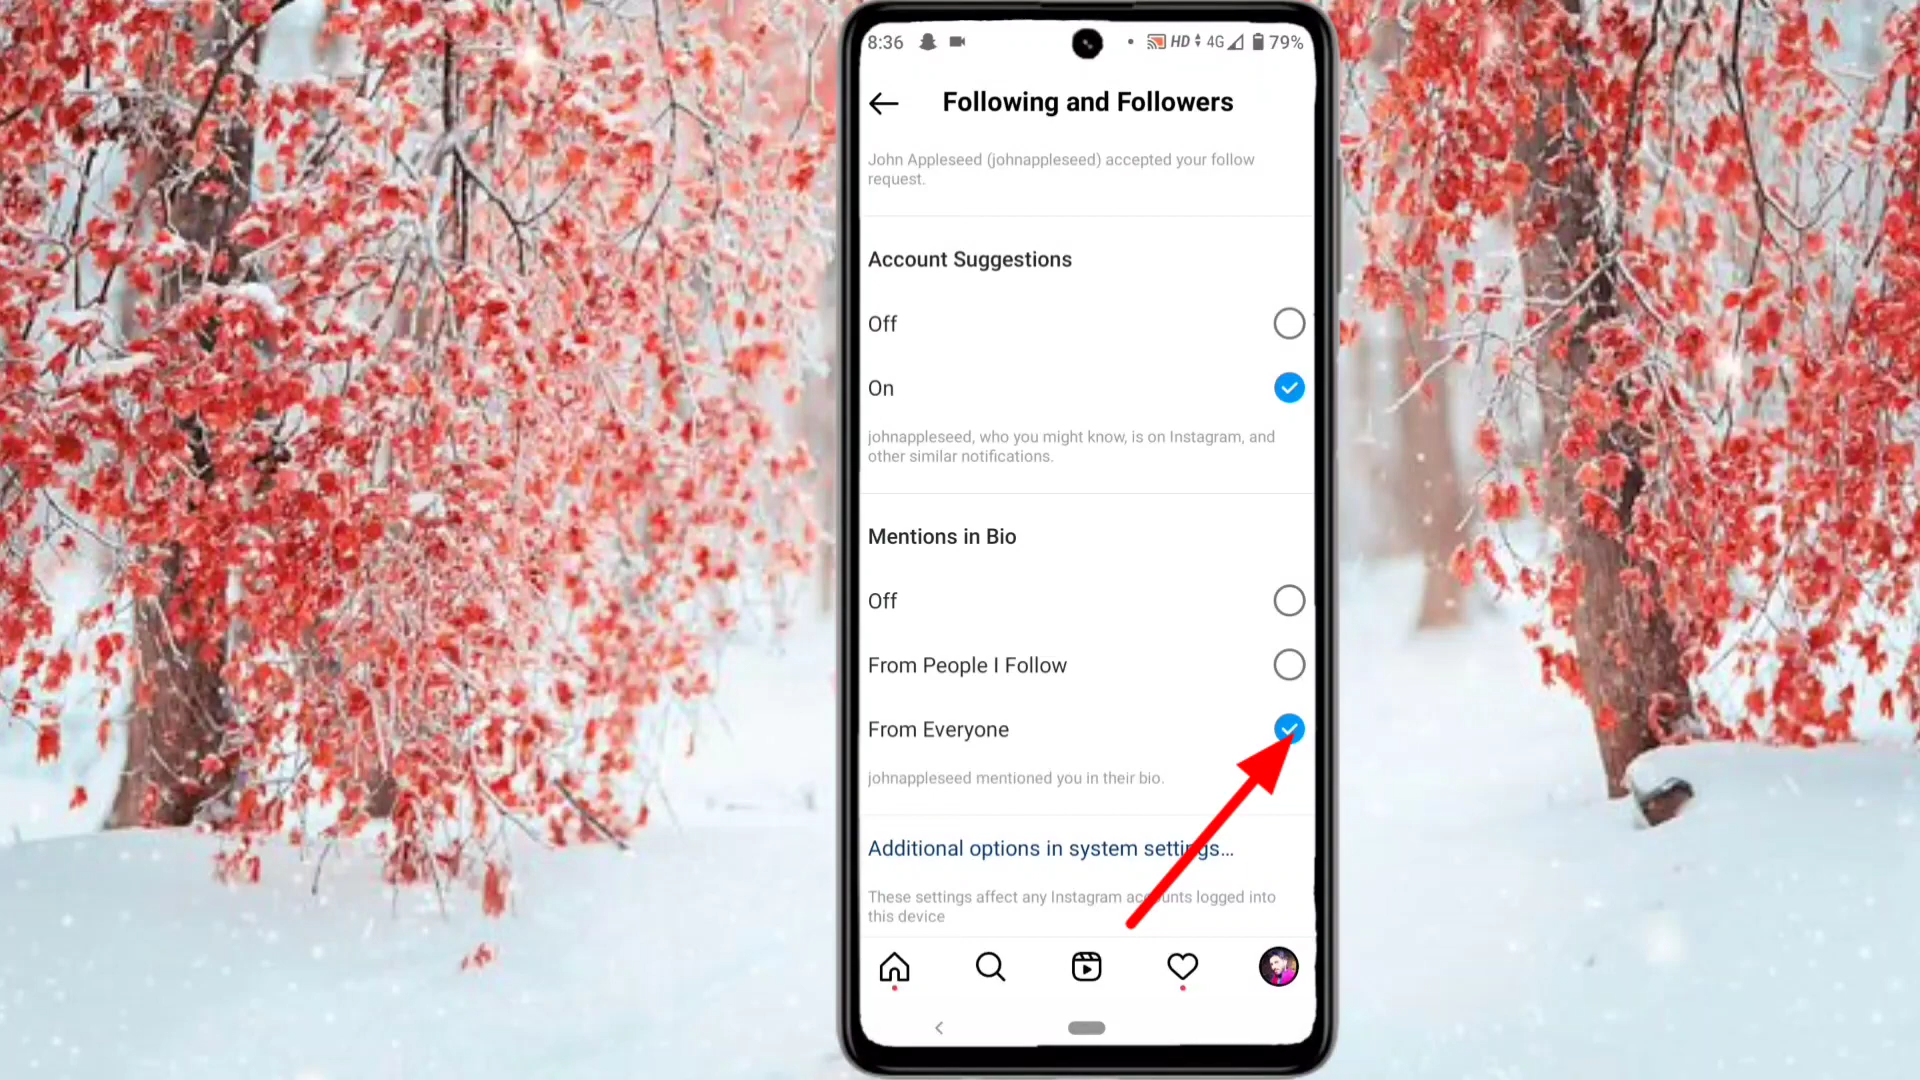 8:36 HD 4G 79%
Following and Followers
John Appleseed (johnappleseed) accepted your follow
request.
Account Suggestions
Off
On
johnappleseed, who you might know, is on Instagram, and
other similar notifications.
Mentions in Bio
Off
From People I Follow
From Everyone
johnappleseed mentioned you in their bio.
Additional options in system settings...
These settings affect any Instagram accounts logged into
this device